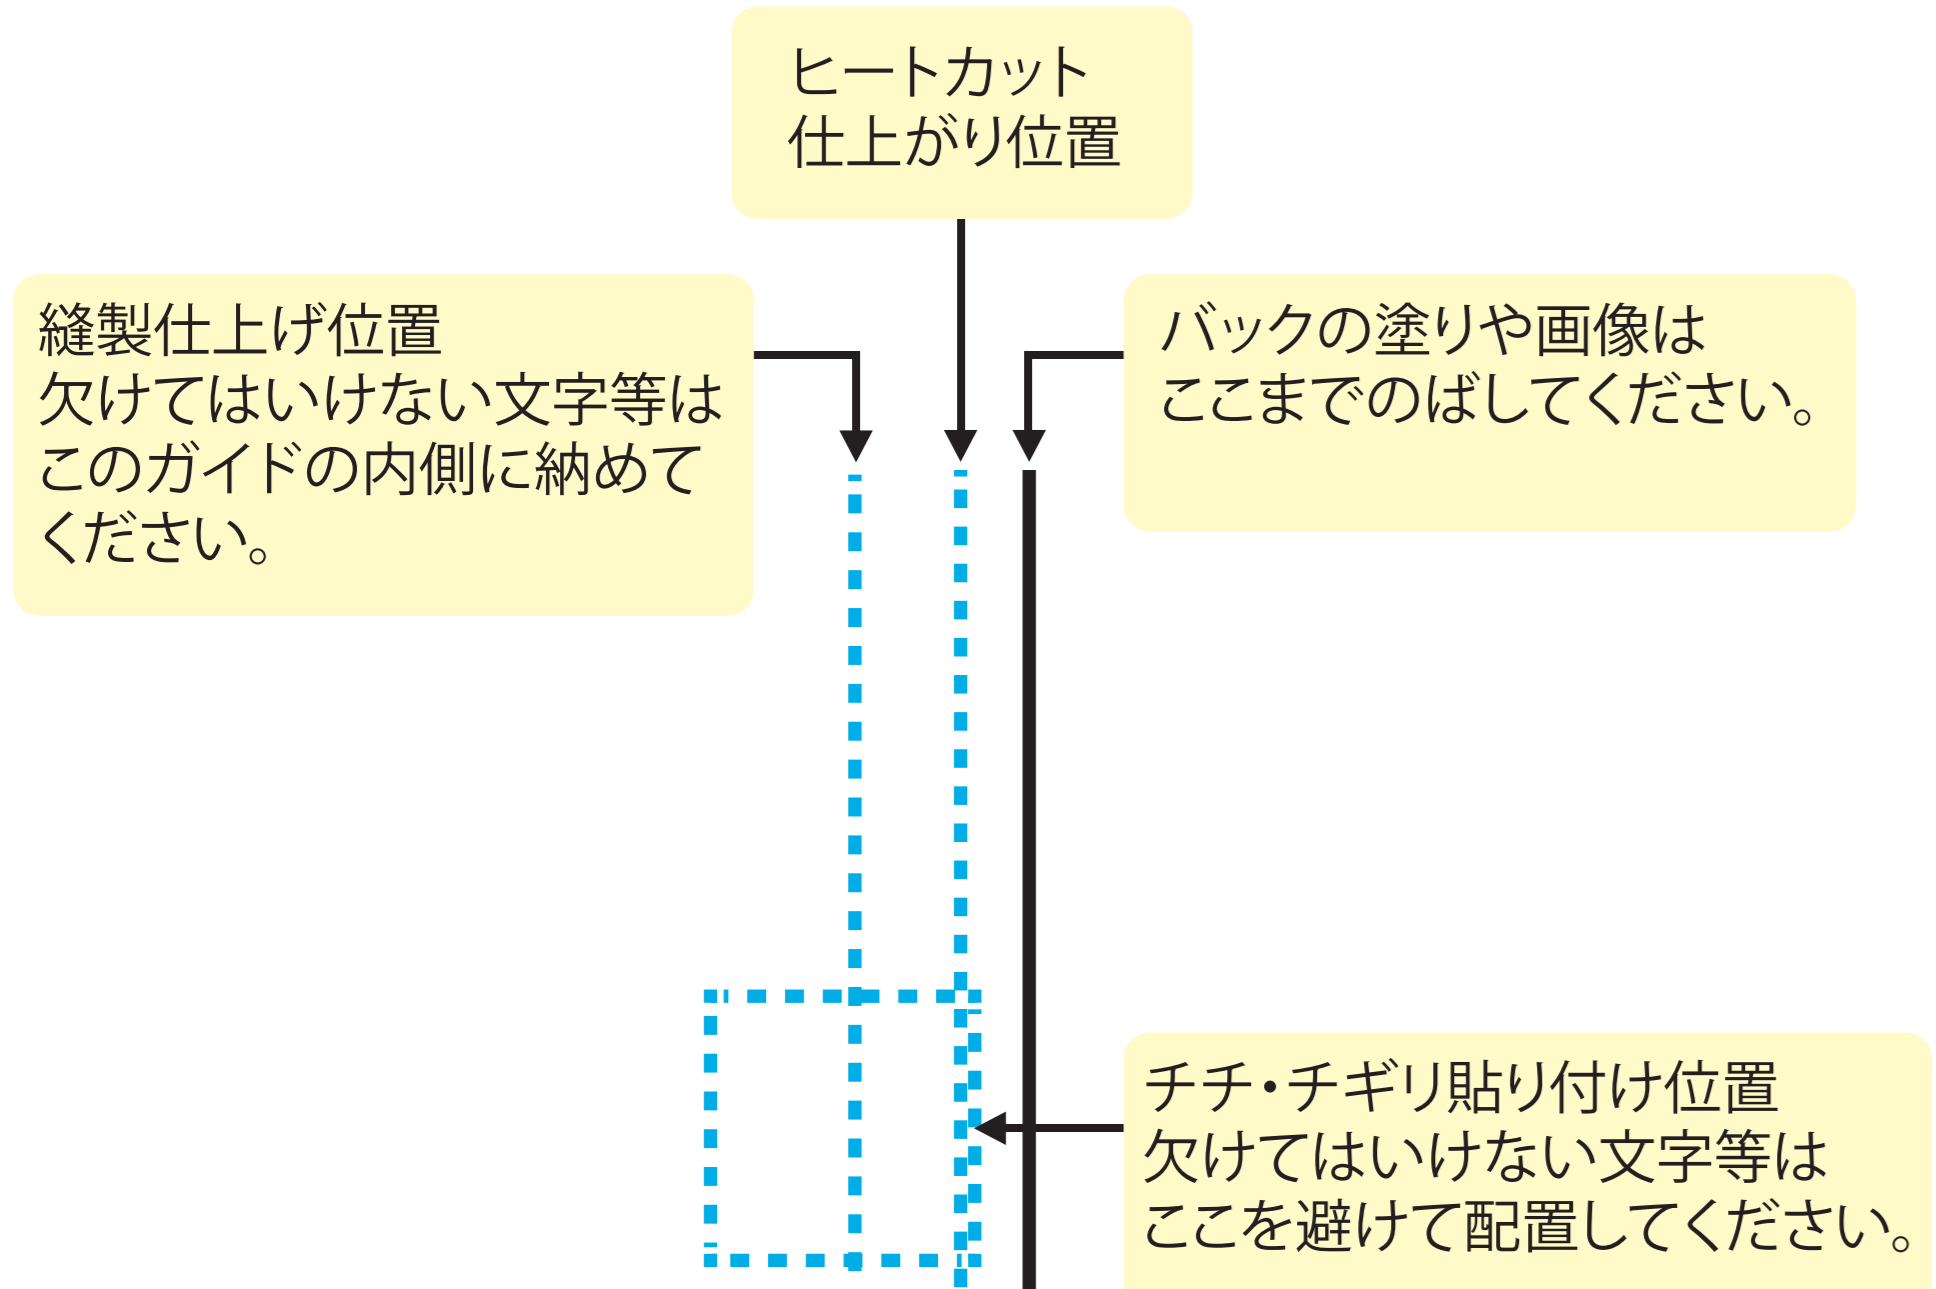 ヒートカット
仕上がり位置
縫製仕上げ位置
欠けてはいけない文字等は
このガイドの内側に納めて
ください。
バックの塗りや画像は
ここまでのばしてください。
チチ・チギリ貼り付け位置
欠けてはいけない文字等は
ここを避けて配置してください。